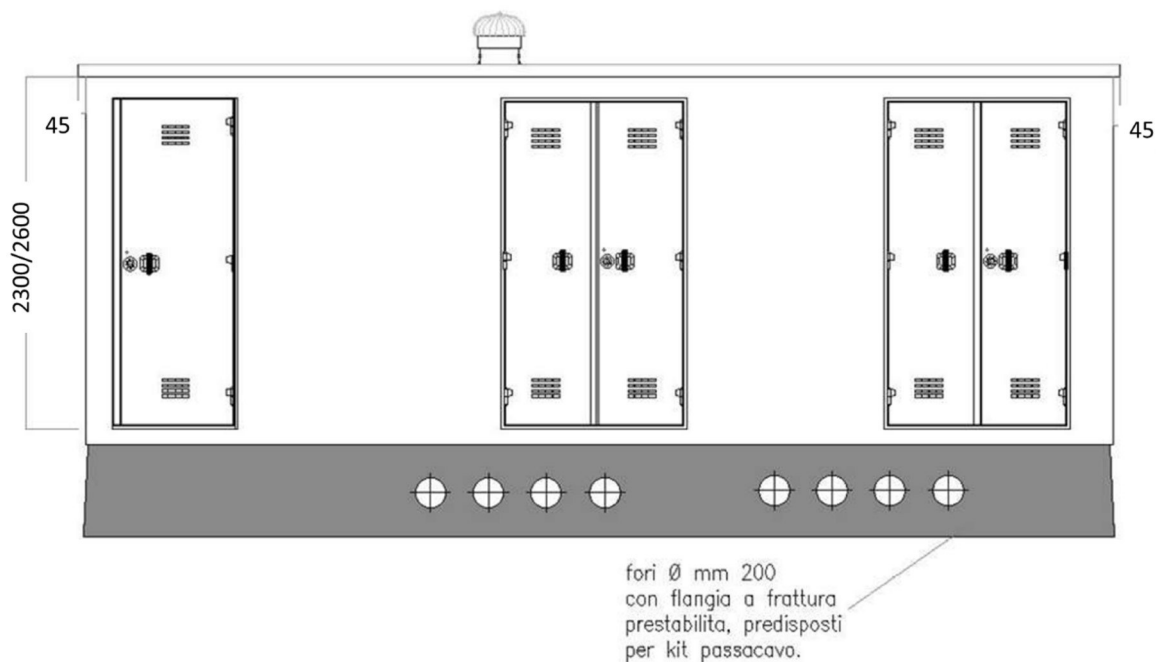 45
45
2300/2600
fori Ø mm 200
con flangia a frattura
prestabilita, predisposti
per kit passacavo.